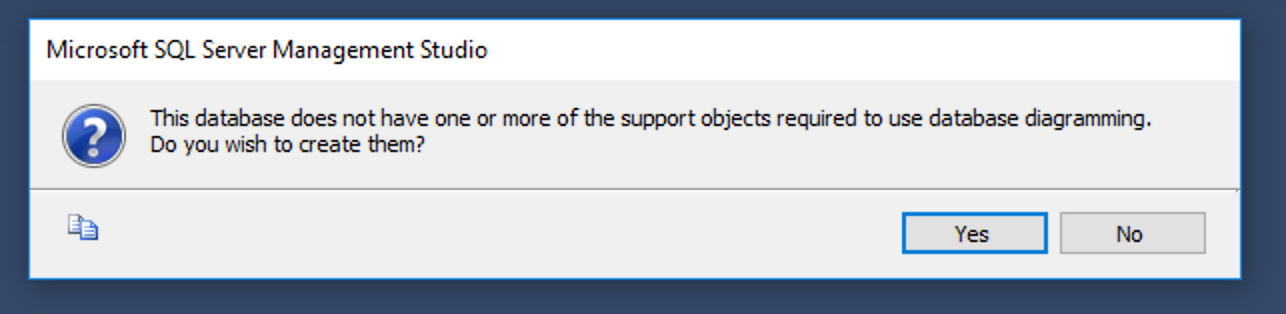 Microsoft SQL Server Management Studio
This database does not have one or more of the support objects required to use database diagramming.
Do you wish to create them?
Yes No